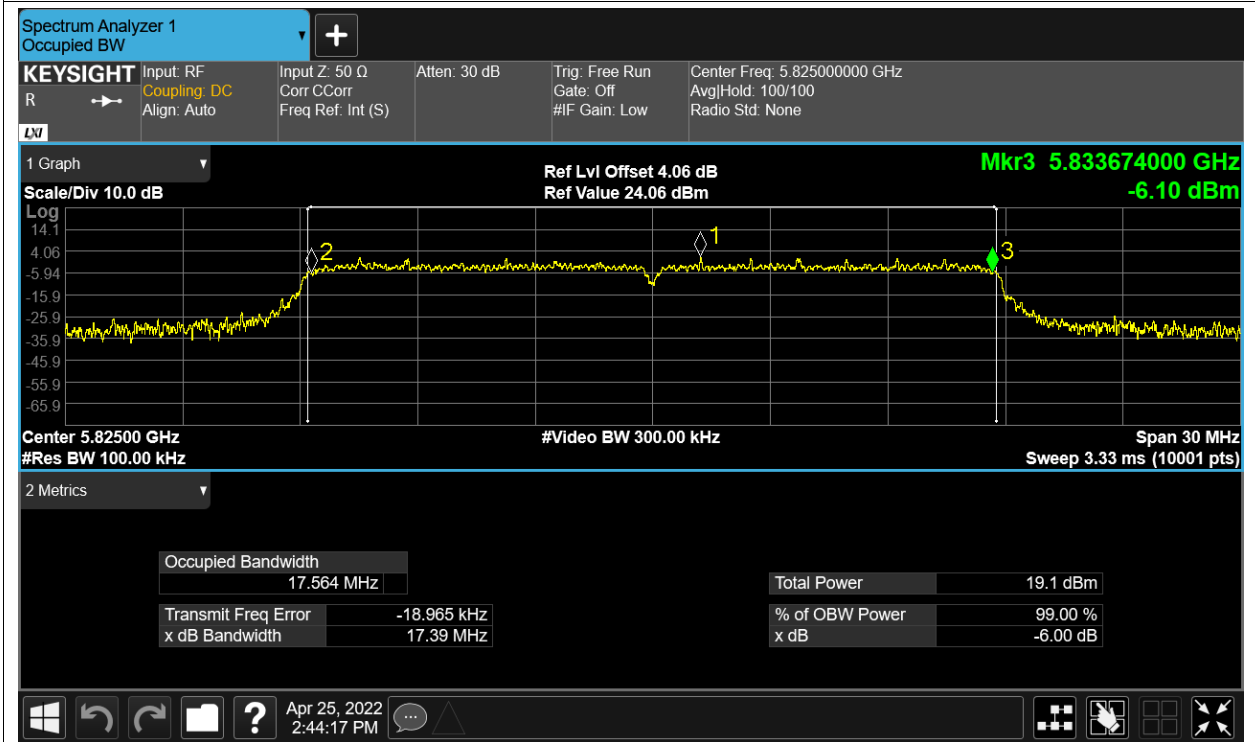 Spectrum Analyzer 1
Occupied BW
KEYSIGHT
R
LXI
Input: RF
Coupling: DC
Align: Auto
Input Z: 50 Ω
Corr CCorr
Freq Ref: Int (S)
Atten: 30 dB
Trig: Free Run
Gate: Off
#IF Gain: Low
Center Freq: 5.825000000 GHz
Avg|Hold: 100/100
Radio Std: None
1 Graph
Scale/Div 10.0 dB
Ref Lvl Offset 4.06 dB
Ref Value 24.06 dBm
Mkr3 5.833674000 GHz
-6.10 dBm
Log
14.1
4.06
-5.94
-15.9
-25.9
-35.9
-45.9
-55.9
-65.9
2
1
3
Center 5.82500 GHz
#Video BW 300.00 kHz
Span 30 MHz
#Res BW 100.00 kHz
Sweep 3.33 ms (10001 pts)
2 Metrics
Occupied Bandwidth
17.564 MHz
Total Power 19.1 dBm
Transmit Freq Error -18.965 kHz
% of OBW Power 99.00 %
x dB Bandwidth 17.39 MHz
x dB -6.00 dB
?
Apr 25, 2022
2:44:17 PM